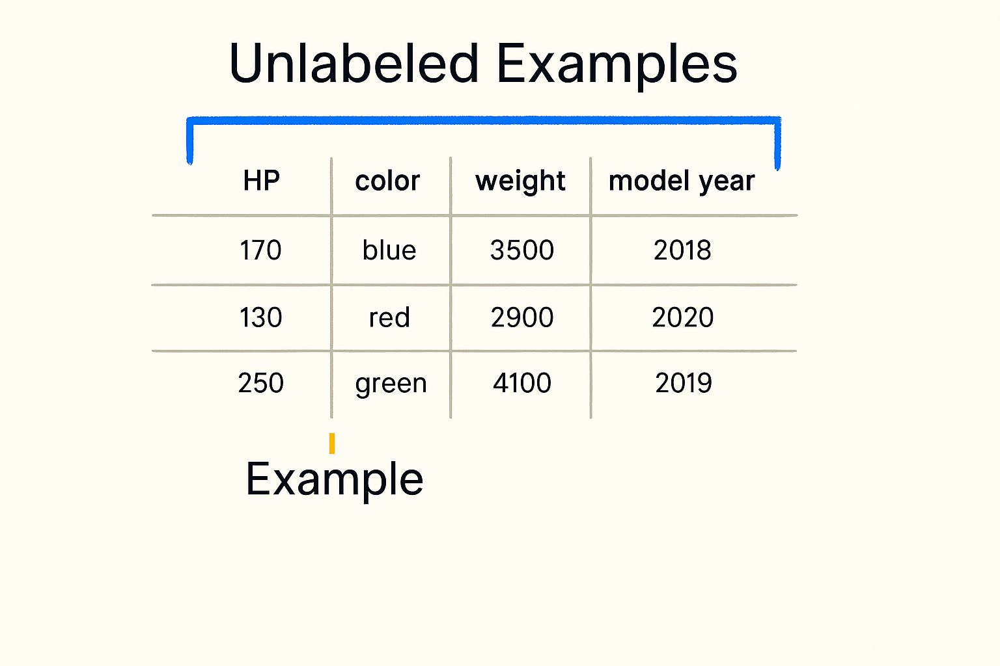 Unlabeled Examples
HP color weight model year
170 blue 3500 2018
130 red 2900 2020
250 green 4100 2019
Example